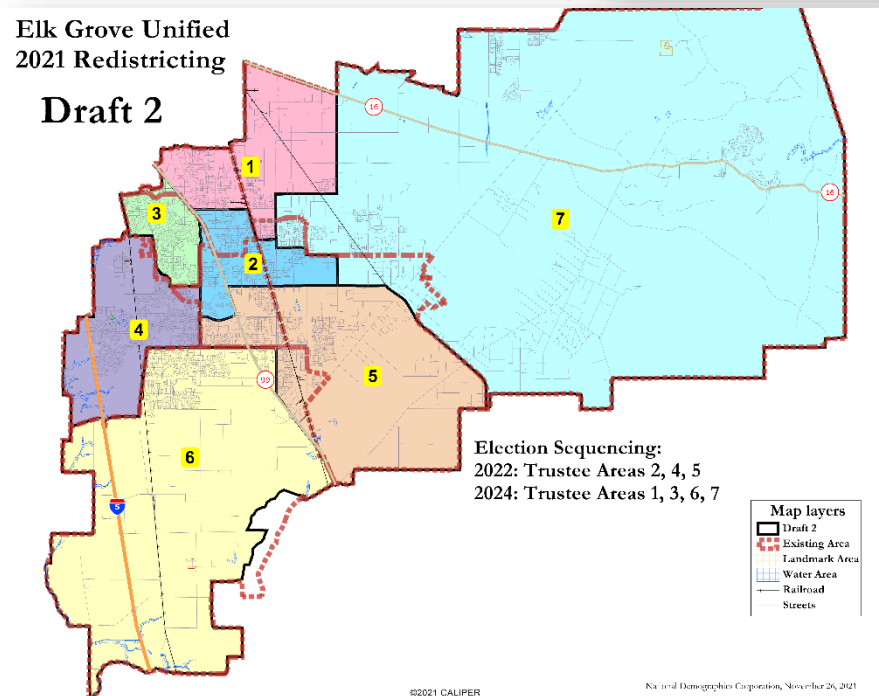 Elk Grove Unified
2021 Redistricting
Draft 2
16
1
3
7
16
2
4
5
99
6
5
Election Sequencing:
2022: Trustee Areas 2, 4, 5
2024: Trustee Areas 1, 3, 6, 7
Map layers
Draft 2
Existing Area
Landmark Area
Water Area
Railroad
Streets
©2021 CALIPER
National Demographics Corporation, November 26, 2021